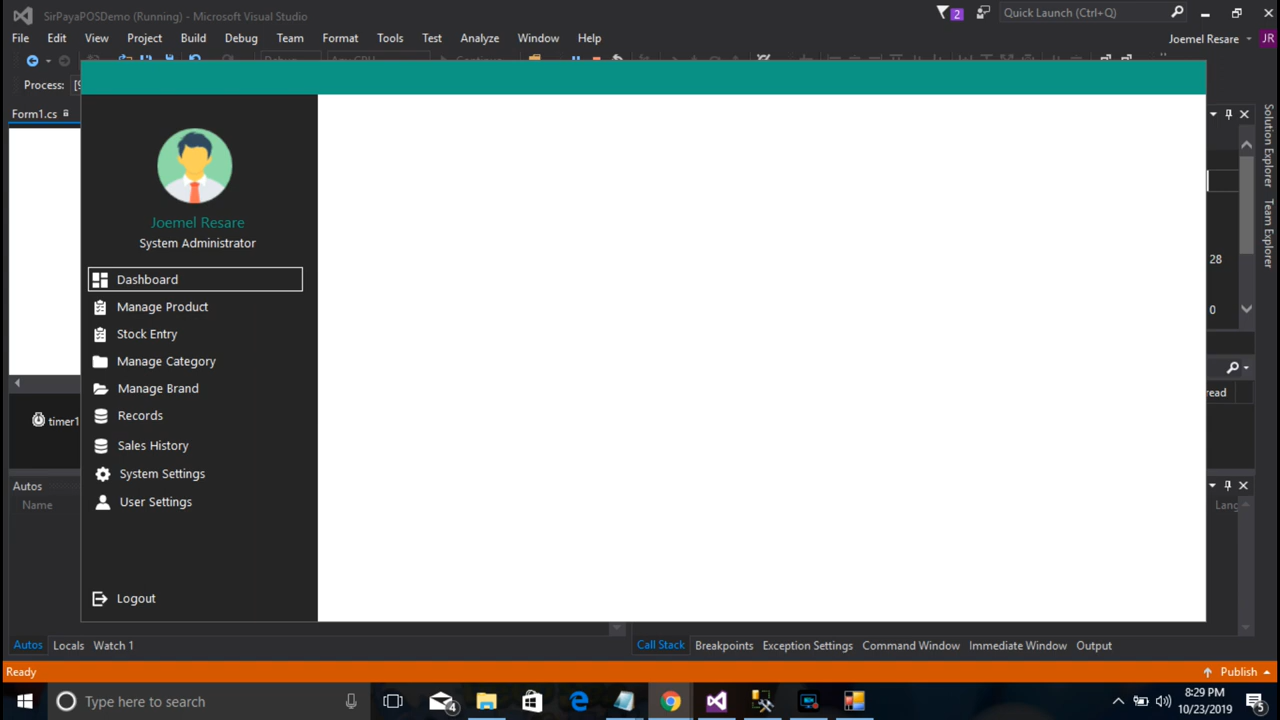 SirPayaPOSDemo (Running) - Microsoft Visual Studio
2
Quick Launch (Ctrl+Q)
File Edit View Project Build Debug Team Format Tools Test Analyze Window Help
Joemel Resare JR
Process:
Form1.cs
Solution Explorer
Team Explorer
Joemel Resare
System Administrator
Dashboard
Manage Product
Stock Entry
Manage Category
Manage Brand
Records
Sales History
System Settings
User Settings
Logout
28
0
timer1
Autos
Name
Autos Locals Watch 1
Call Stack Breakpoints Exception Settings Command Window Immediate Window Output
Ready
Publish
Type here to search
4
8:29 PM
10/23/2019
5